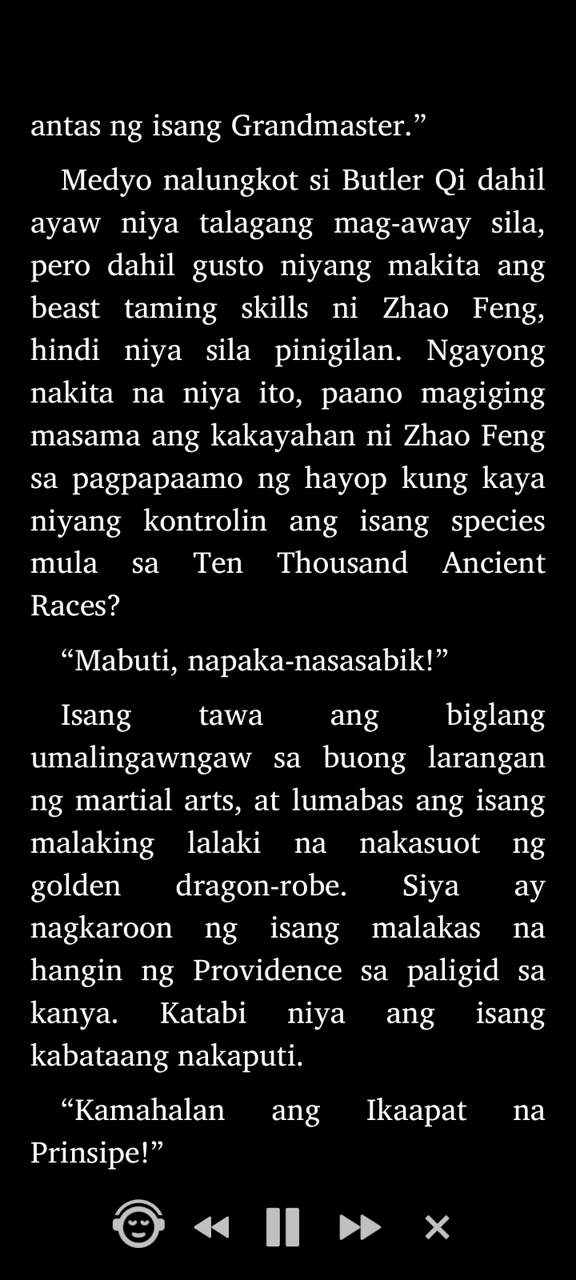 antas ng isang Grandmaster.”
Medyo nalungkot si Butler Qi dahil
ayaw niya talagang mag-away sila,
pero dahil gusto niyang makita ang
beast taming skills ni Zhao Feng,
hindi niya sila pinigilan. Ngayong
nakita na niya ito, paano magiging
masama ang kakayahan ni Zhao Feng
sa pagpapaamo ng hayop kung kaya
niyang kontrolin ang isang species
mula sa Ten Thousand Ancient
Races?
“Mabuti, napaka-nasasabik!”
Isang tawa ang biglang
umalingawngaw sa buong larangan
ng martial arts, at lumabas ang isang
malaking lalaki na nakasuot ng
golden dragon-robe. Siya ay
nagkaroon ng isang malakas na
hangin ng Providence sa paligid sa
kanya. Katabi niya ang isang
kabataang nakaputi.
“Kamahalan ang Ikaapat na
Prinsipe!”